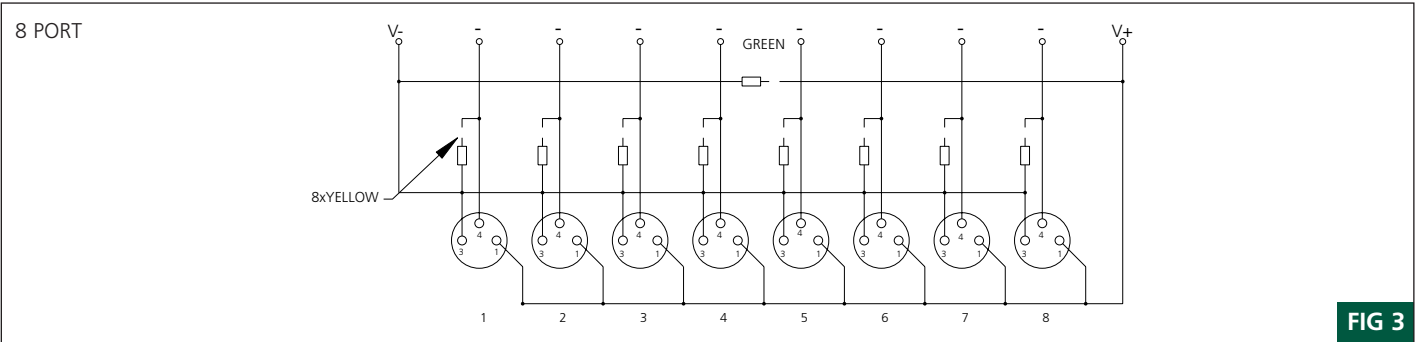 8 PORT
V- - - - - - - - - V+
GREEN
8xYELLOW
4 4 4 4 4 4 4 4
3 1 3 1 3 1 3 1 3 1 3 1 3 1 3 1
1 2 3 4 5 6 7 8
FIG 3